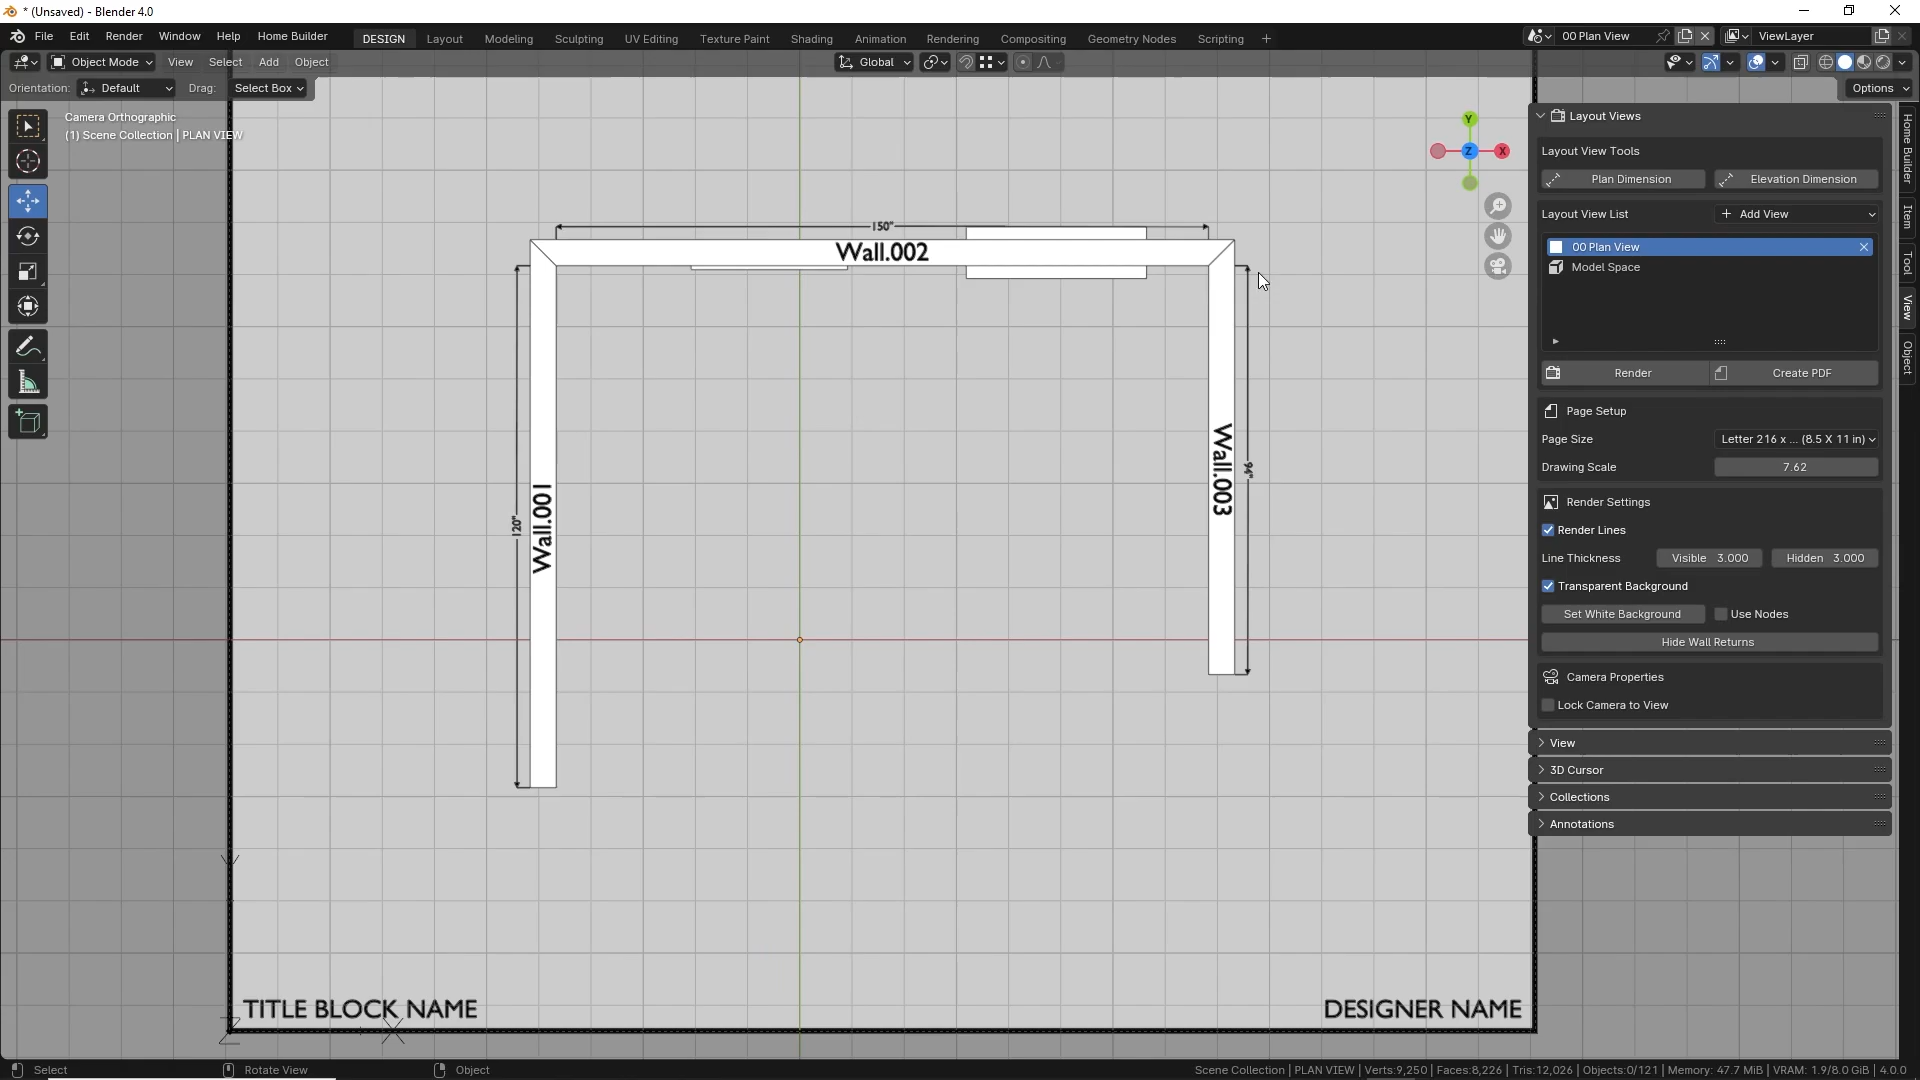 * (Unsaved) - Blender 4.0
File Edit Render Window Help Home Builder DESIGN Layout Modeling Sculpting UV Editing Texture Paint Shading Animation Rendering Compositing Geometry Nodes Scripting + 00 Plan View ViewLayer
Object Mode View Select Add Object Global
Orientation: Default Drag: Select Box Options
Camera Orthographic
(1) Scene Collection | PLAN VIEW
Y
Z X
150"
Wall.002
Wall.001
120"
Wall.003
94"
TITLE BLOCK NAME
DESIGNER NAME
Y
Z X
Layout Views
Layout View Tools
Plan Dimension Elevation Dimension
Layout View List + Add View
00 Plan View
Model Space
Render Create PDF
Page Setup
Page Size Letter 216 x ... (8.5 X 11 in)
Drawing Scale 7.62
Render Settings
Render Lines
Line Thickness Visible 3.000 Hidden 3.000
Transparent Background
Set White Background Use Nodes
Hide Wall Returns
Camera Properties
Lock Camera to View
View
3D Cursor
Collections
Annotations
Home Builder
Item
Tool
View
Object
Select Rotate View Object Scene Collection | PLAN VIEW | Verts:9,250 | Faces:8,226 | Tris:12,026 | Objects:0/121 | Memory: 47.7 MiB | VRAM: 1.9/8.0 GiB | 4.0.0